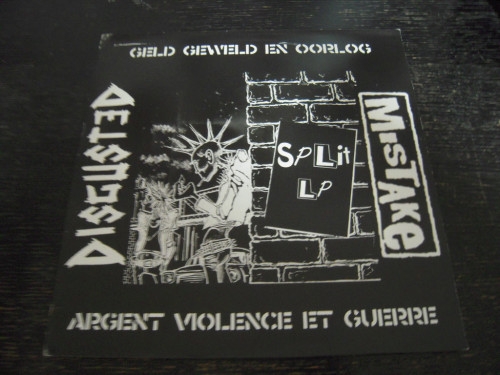 GELD GEWELD EN OORLOG
DISGUSTED
SPLit
LP
MiSTAKE
ARGENT VIOLENCE ET GUERRE